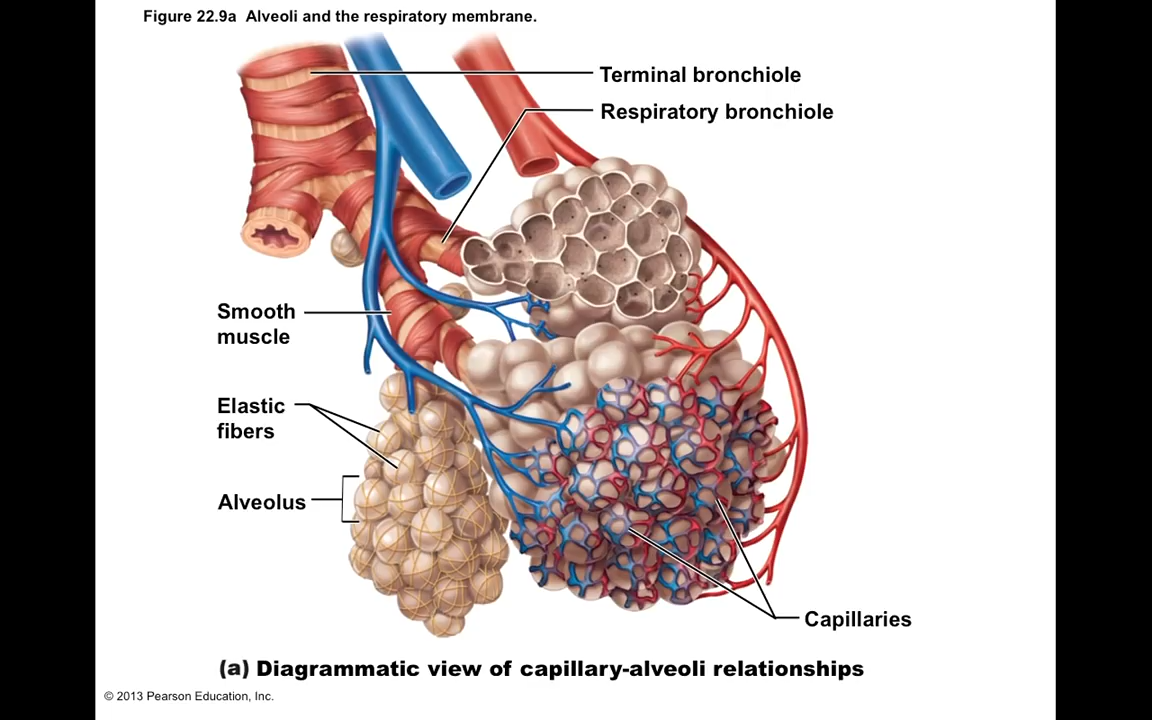 Figure 22.9a  Alveoli and the respiratory membrane.
Terminal bronchiole
Respiratory bronchiole
Smooth
muscle
Elastic
fibers
Alveolus
Capillaries
(a) Diagrammatic view of capillary-alveoli relationships
© 2013 Pearson Education, Inc.